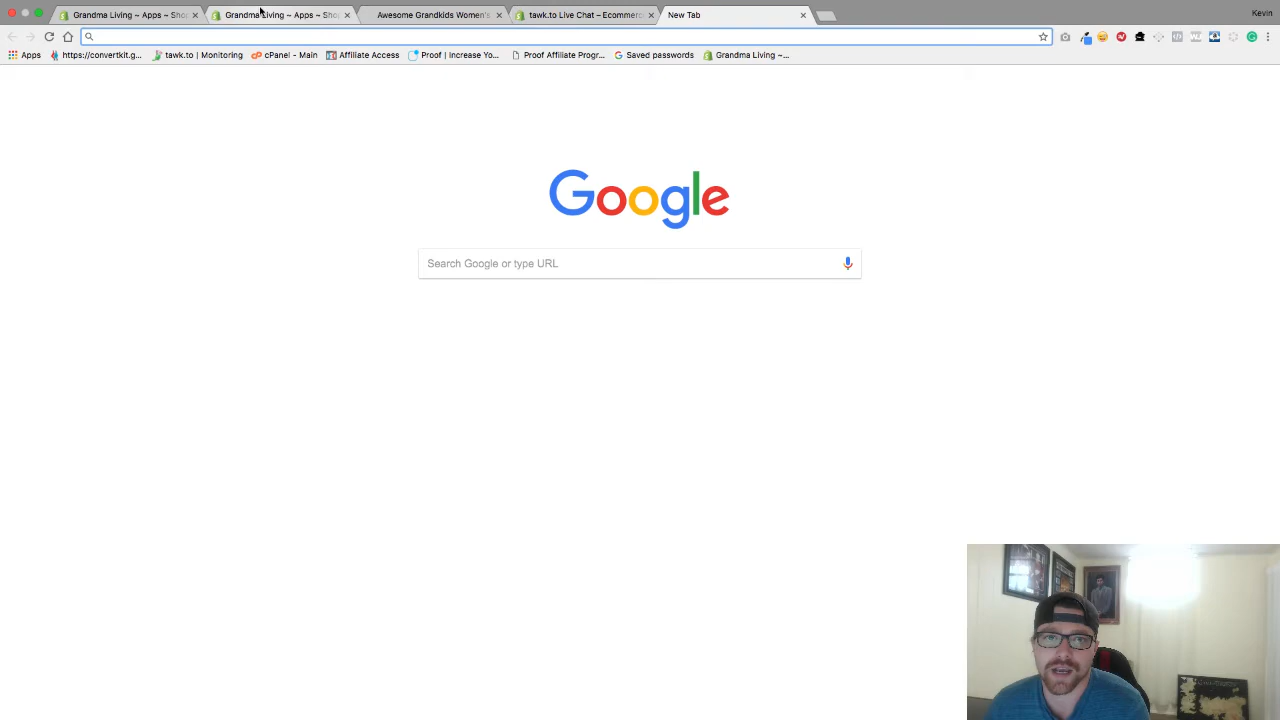 Grandma Living ~ Apps ~ Sho
Grandma Living ~ Apps ~ Sho
Awesome Grandkids Women's
tawk.to Live Chat – Ecommerc
New Tab
Kevin
Apps
https://convertkit.g...
tawk.to | Monitoring
cPanel - Main
Affiliate Access
Proof | Increase Yo...
Proof Affiliate Progr...
Saved passwords
Grandma Living ~...
Google
Search Google or type URL